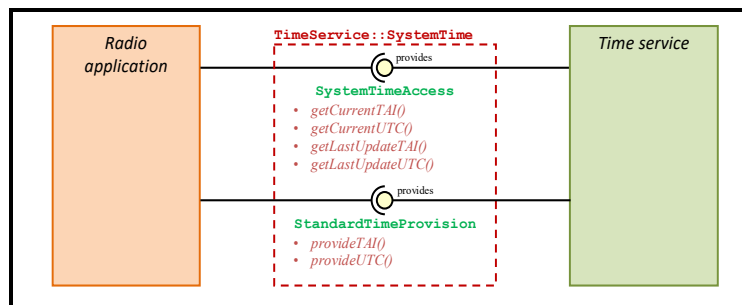 TimeService::SystemTime
Radio application
Time service
provides
SystemTimeAccess
• getCurrentTAI()
• getCurrentUTC()
• getLastUpdateTAI()
• getLastUpdateUTC()
provides
StandardTimeProvision
• provideTAI()
• provideUTC()